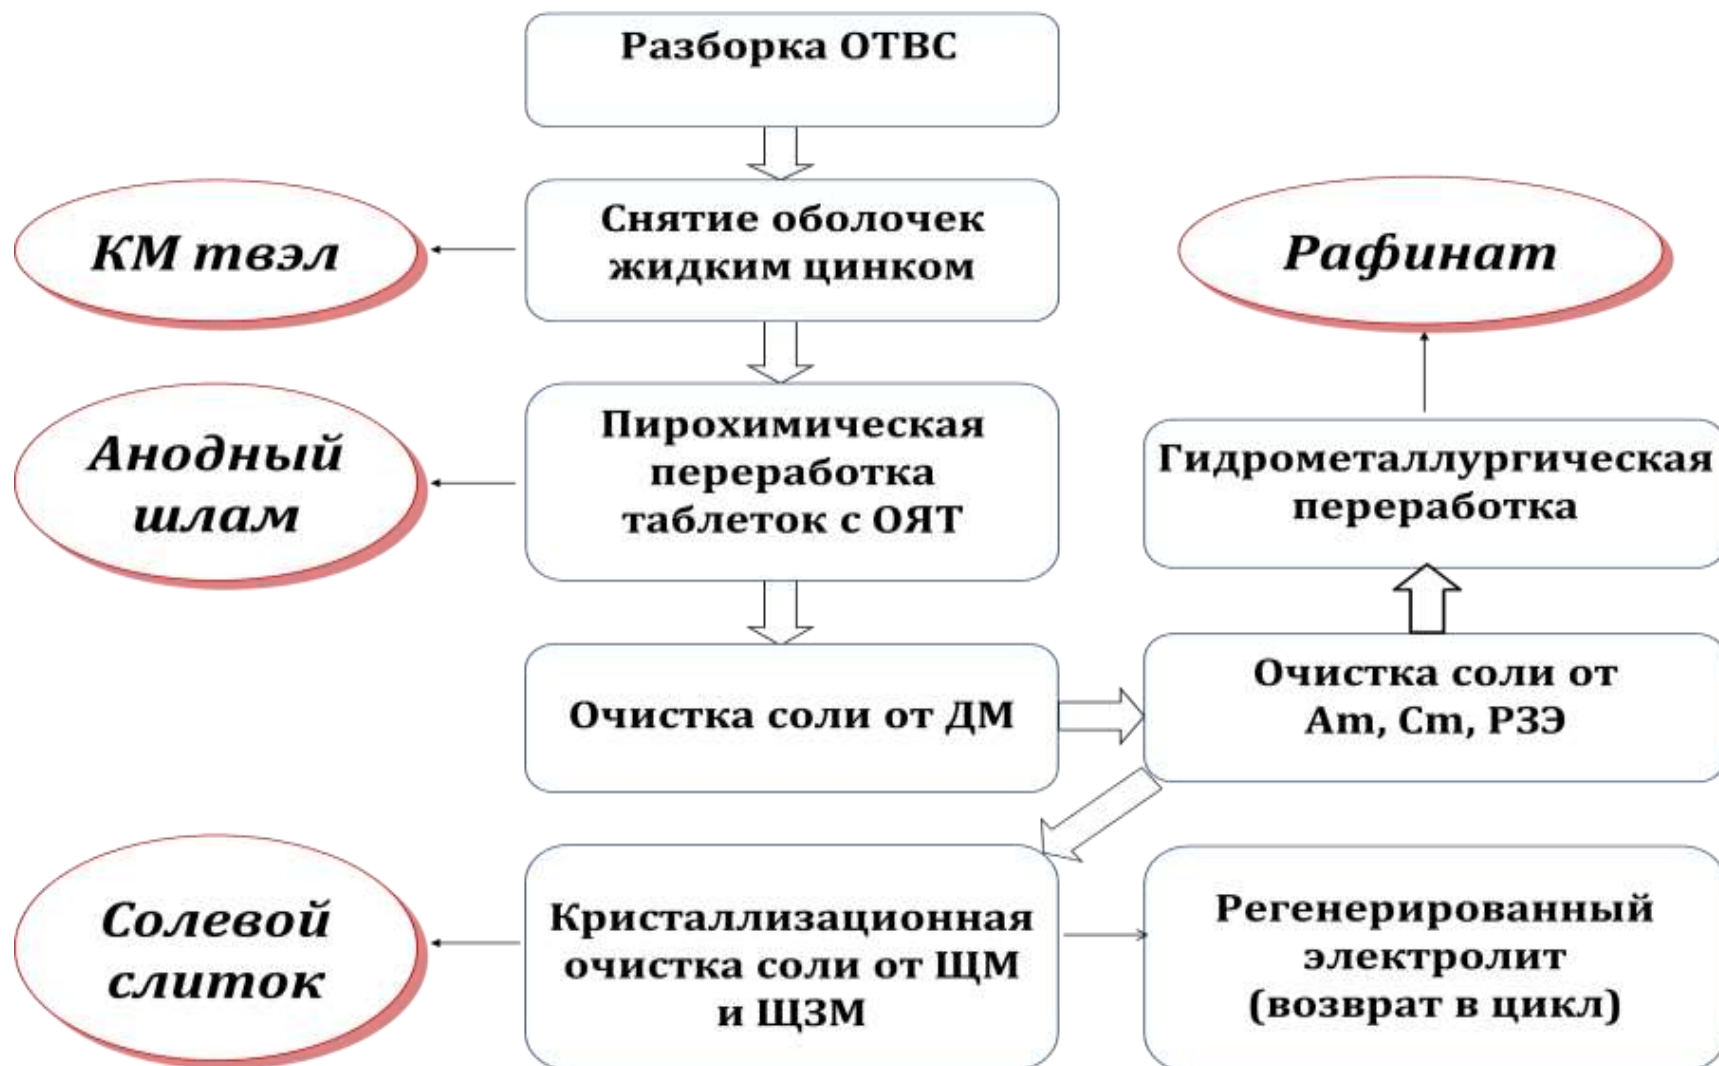 Разборка ОТВС
КМ твэл
Снятие оболочек
жидким цинком
Рафинат
Анодный
шлам
Пирохимическая
переработка
таблеток с ОЯТ
Гидрометаллургическая
переработка
Очистка соли от ДМ
Очистка соли от
Am, Cm, РЗЭ
Солевой
слиток
Кристаллизационная
очистка соли от ЩМ
и ЩЗМ
Регенерированный
электролит
(возврат в цикл)